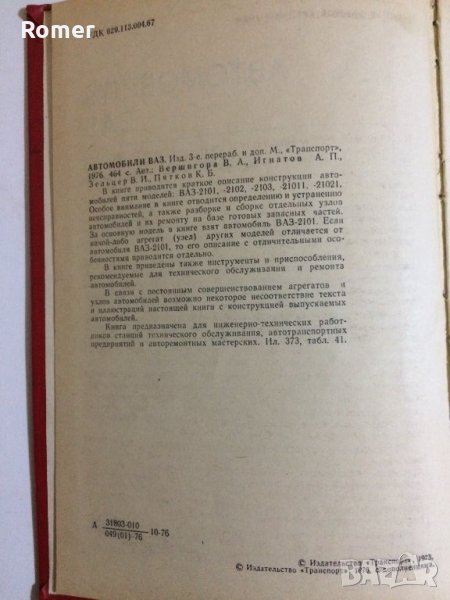 Romer
УДК 629.113.004.67
АВТОМОБИЛИ ВАЗ. Изд. 3-е, перераб. и доп. М., «Транспорт»,
1976. 464 с. Авт.: Вершигора В. А., Игнатов А. П.,
Зельцер В. И., Пятков К. Б.
В книге приводится краткое описание конструкции авто-
мобилей пяти моделей: ВАЗ-2101, -2102, -2103, -21011, -21021.
Особое внимание в книге отводится определению и устранению
неисправностей, а также разборке и сборке отдельных узлов
автомобилей и их ремонту на базе готовых запасных частей.
За основную модель в книге взят автомобиль ВАЗ-2101. Если
какой-либо агрегат (узел) других моделей отличается от
автомобиля ВАЗ-2101, то его описание с отличительными осо-
бенностями приводится отдельно.
В книге приведены также инструменты и приспособления,
рекомендуемые для технического обслуживания и ремонта
автомобилей.
В связи с постоянным совершенствованием агрегатов и
узлов автомобилей возможно некоторое несоответствие текста
и иллюстраций настоящей книги с конструкцией выпускаемых
автомобилей.
Книга предназначена для инженерно-технических работ-
ников станций технического обслуживания, автотранспортных
предприятий и авторемонтных мастерских. Ил. 373, табл. 41.
А 31803-010
049(01)-76 10-76
© Издательство «Транспорт», 1973.
© Издательство «Транспорт», 1976, с дополнениями.
BAZAR